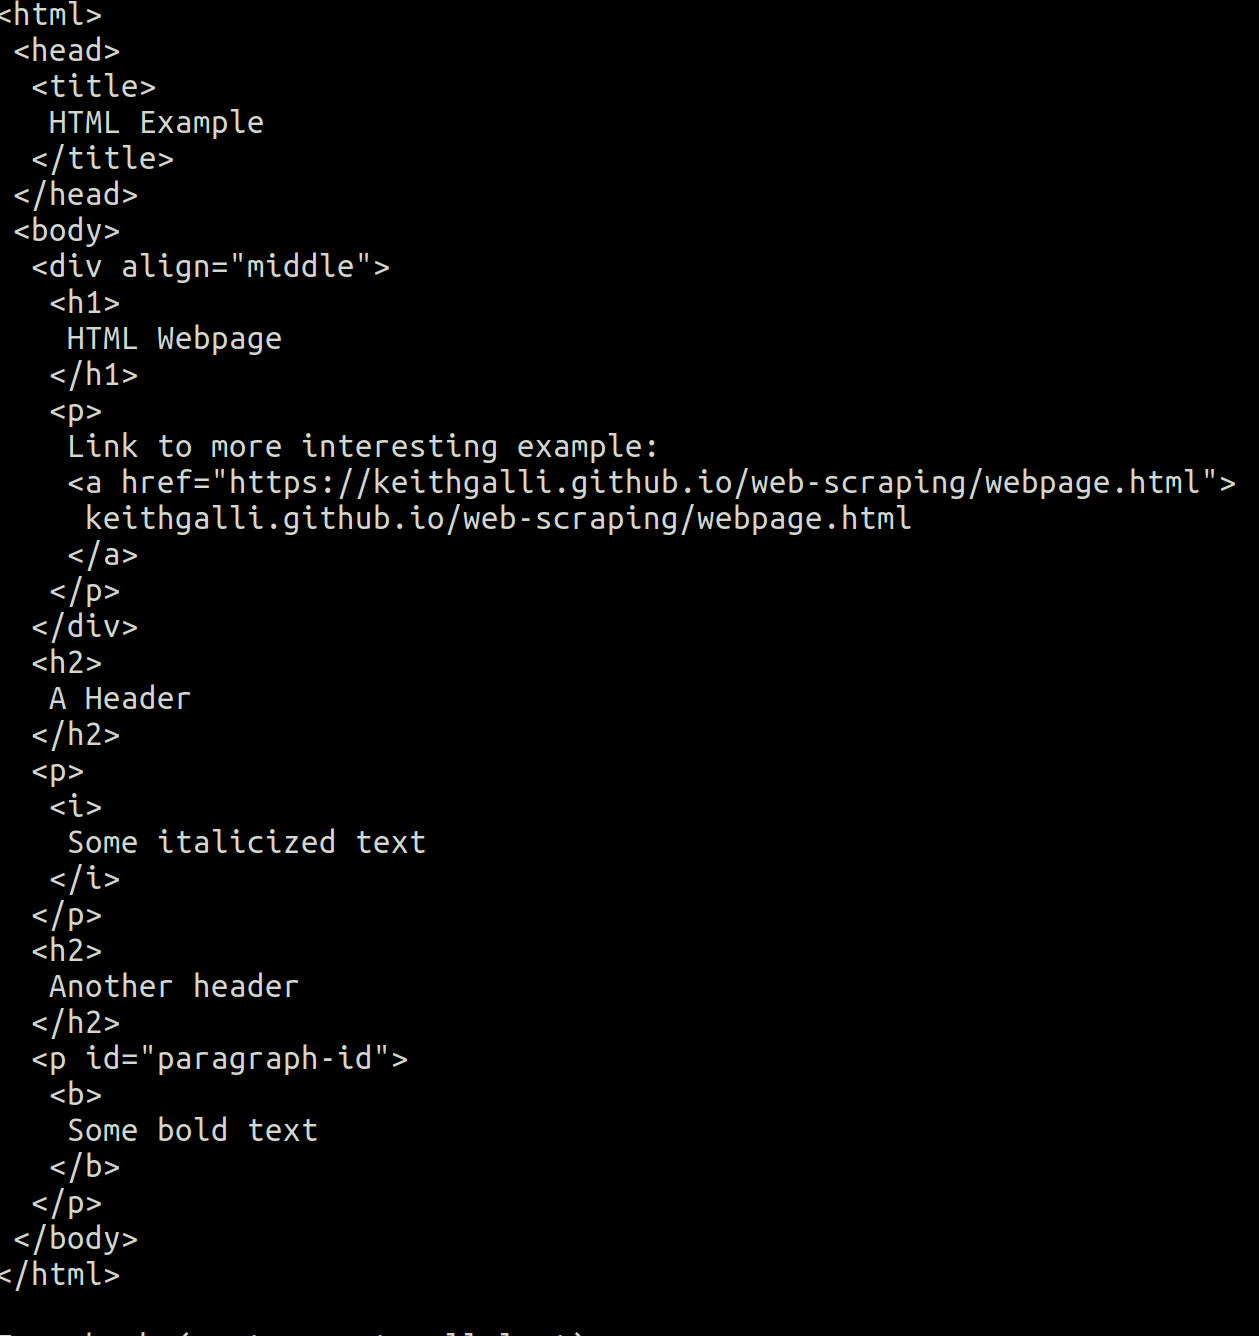 <html>
 <head>
  <title>
   HTML Example
  </title>
 </head>
 <body>
  <div align="middle">
   <h1>
    HTML Webpage
   </h1>
   <p>
    Link to more interesting example:
    <a href="https://keithgalli.github.io/web-scraping/webpage.html">
     keithgalli.github.io/web-scraping/webpage.html
    </a>
   </p>
  </div>
  <h2>
   A Header
  </h2>
  <p>
   <i>
    Some italicized text
   </i>
  </p>
  <h2>
   Another header
  </h2>
  <p id="paragraph-id">
   <b>
    Some bold text
   </b>
  </p>
 </body>
</html>